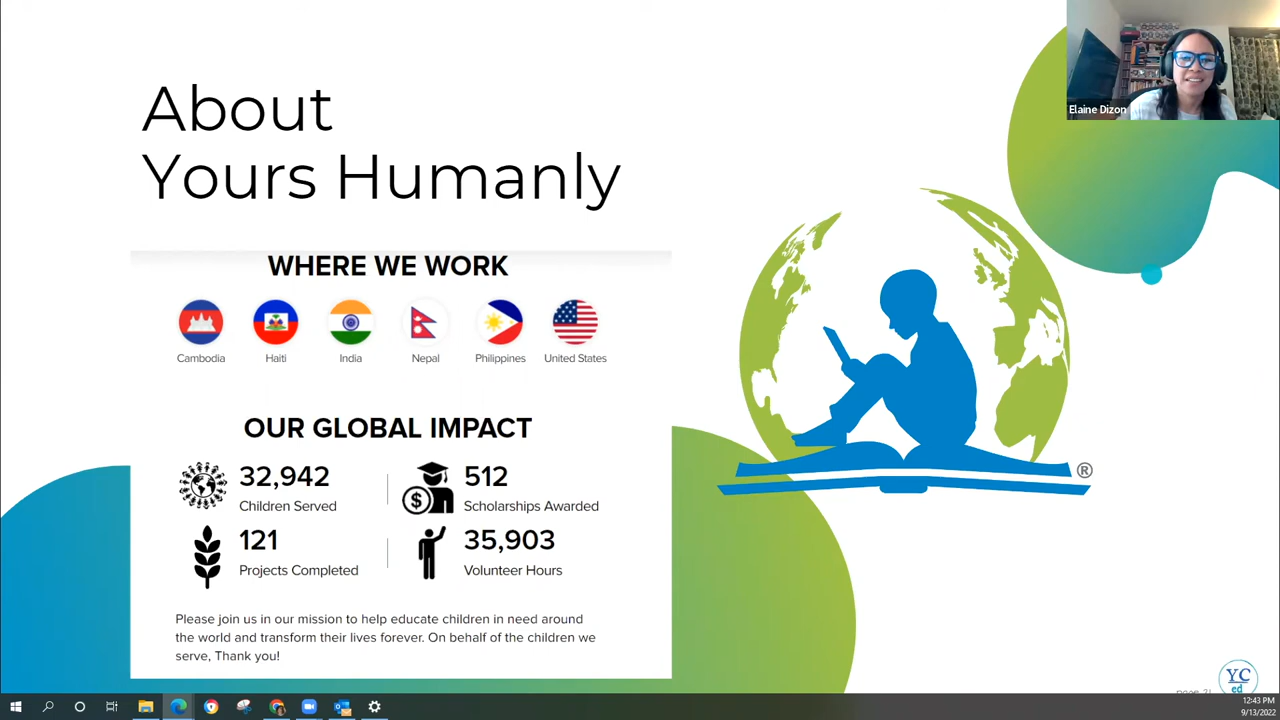 Elaine Dizon
About
Yours Humanly
WHERE WE WORK
Cambodia
Haiti
India
Nepal
Philippines
United States
OUR GLOBAL IMPACT
32,942
Children Served
512
Scholarships Awarded
121
Projects Completed
35,903
Volunteer Hours
Please join us in our mission to help educate children in need around
the world and transform their lives forever. On behalf of the children we
serve, Thank you!
®
YC
ed
12:43 PM
9/13/2022